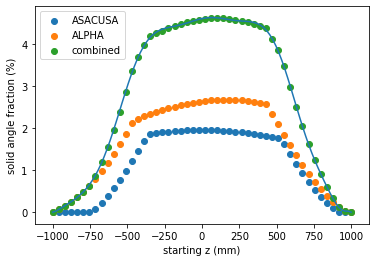 ASACUSA
ALPHA
combined
solid angle fraction (%)
4
3
2
1
0
−1000 −750 −500 −250 0 250 500 750 1000
starting z (mm)